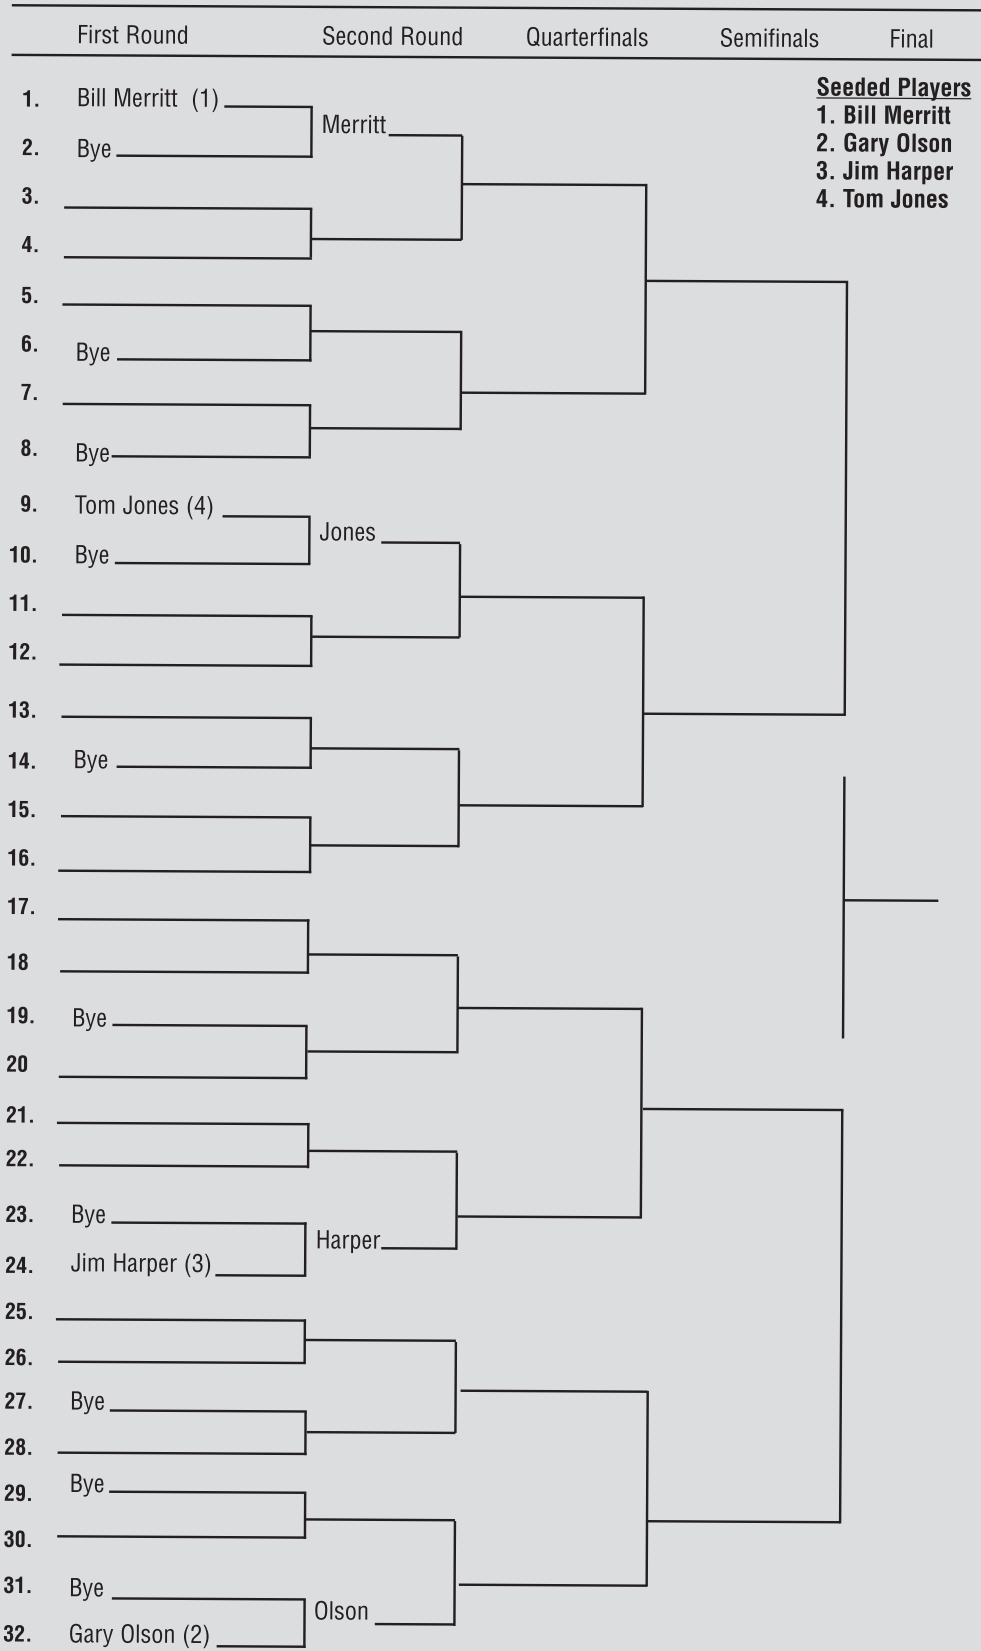 First Round Second Round Quarterfinals Semifinals Final
Seeded Players
1. Bill Merritt
2. Gary Olson
3. Jim Harper
4. Tom Jones
1. Bill Merritt (1)
Merritt
2. Bye
3.
4.
5.
6. Bye
7.
8. Bye
9. Tom Jones (4)
Jones
10. Bye
11.
12.
13.
14. Bye
15.
16.
17.
18
19. Bye
20
21.
22.
23. Bye
Harper
24. Jim Harper (3)
25.
26.
27. Bye
28.
29. Bye
30.
31. Bye
Olson
32. Gary Olson (2)